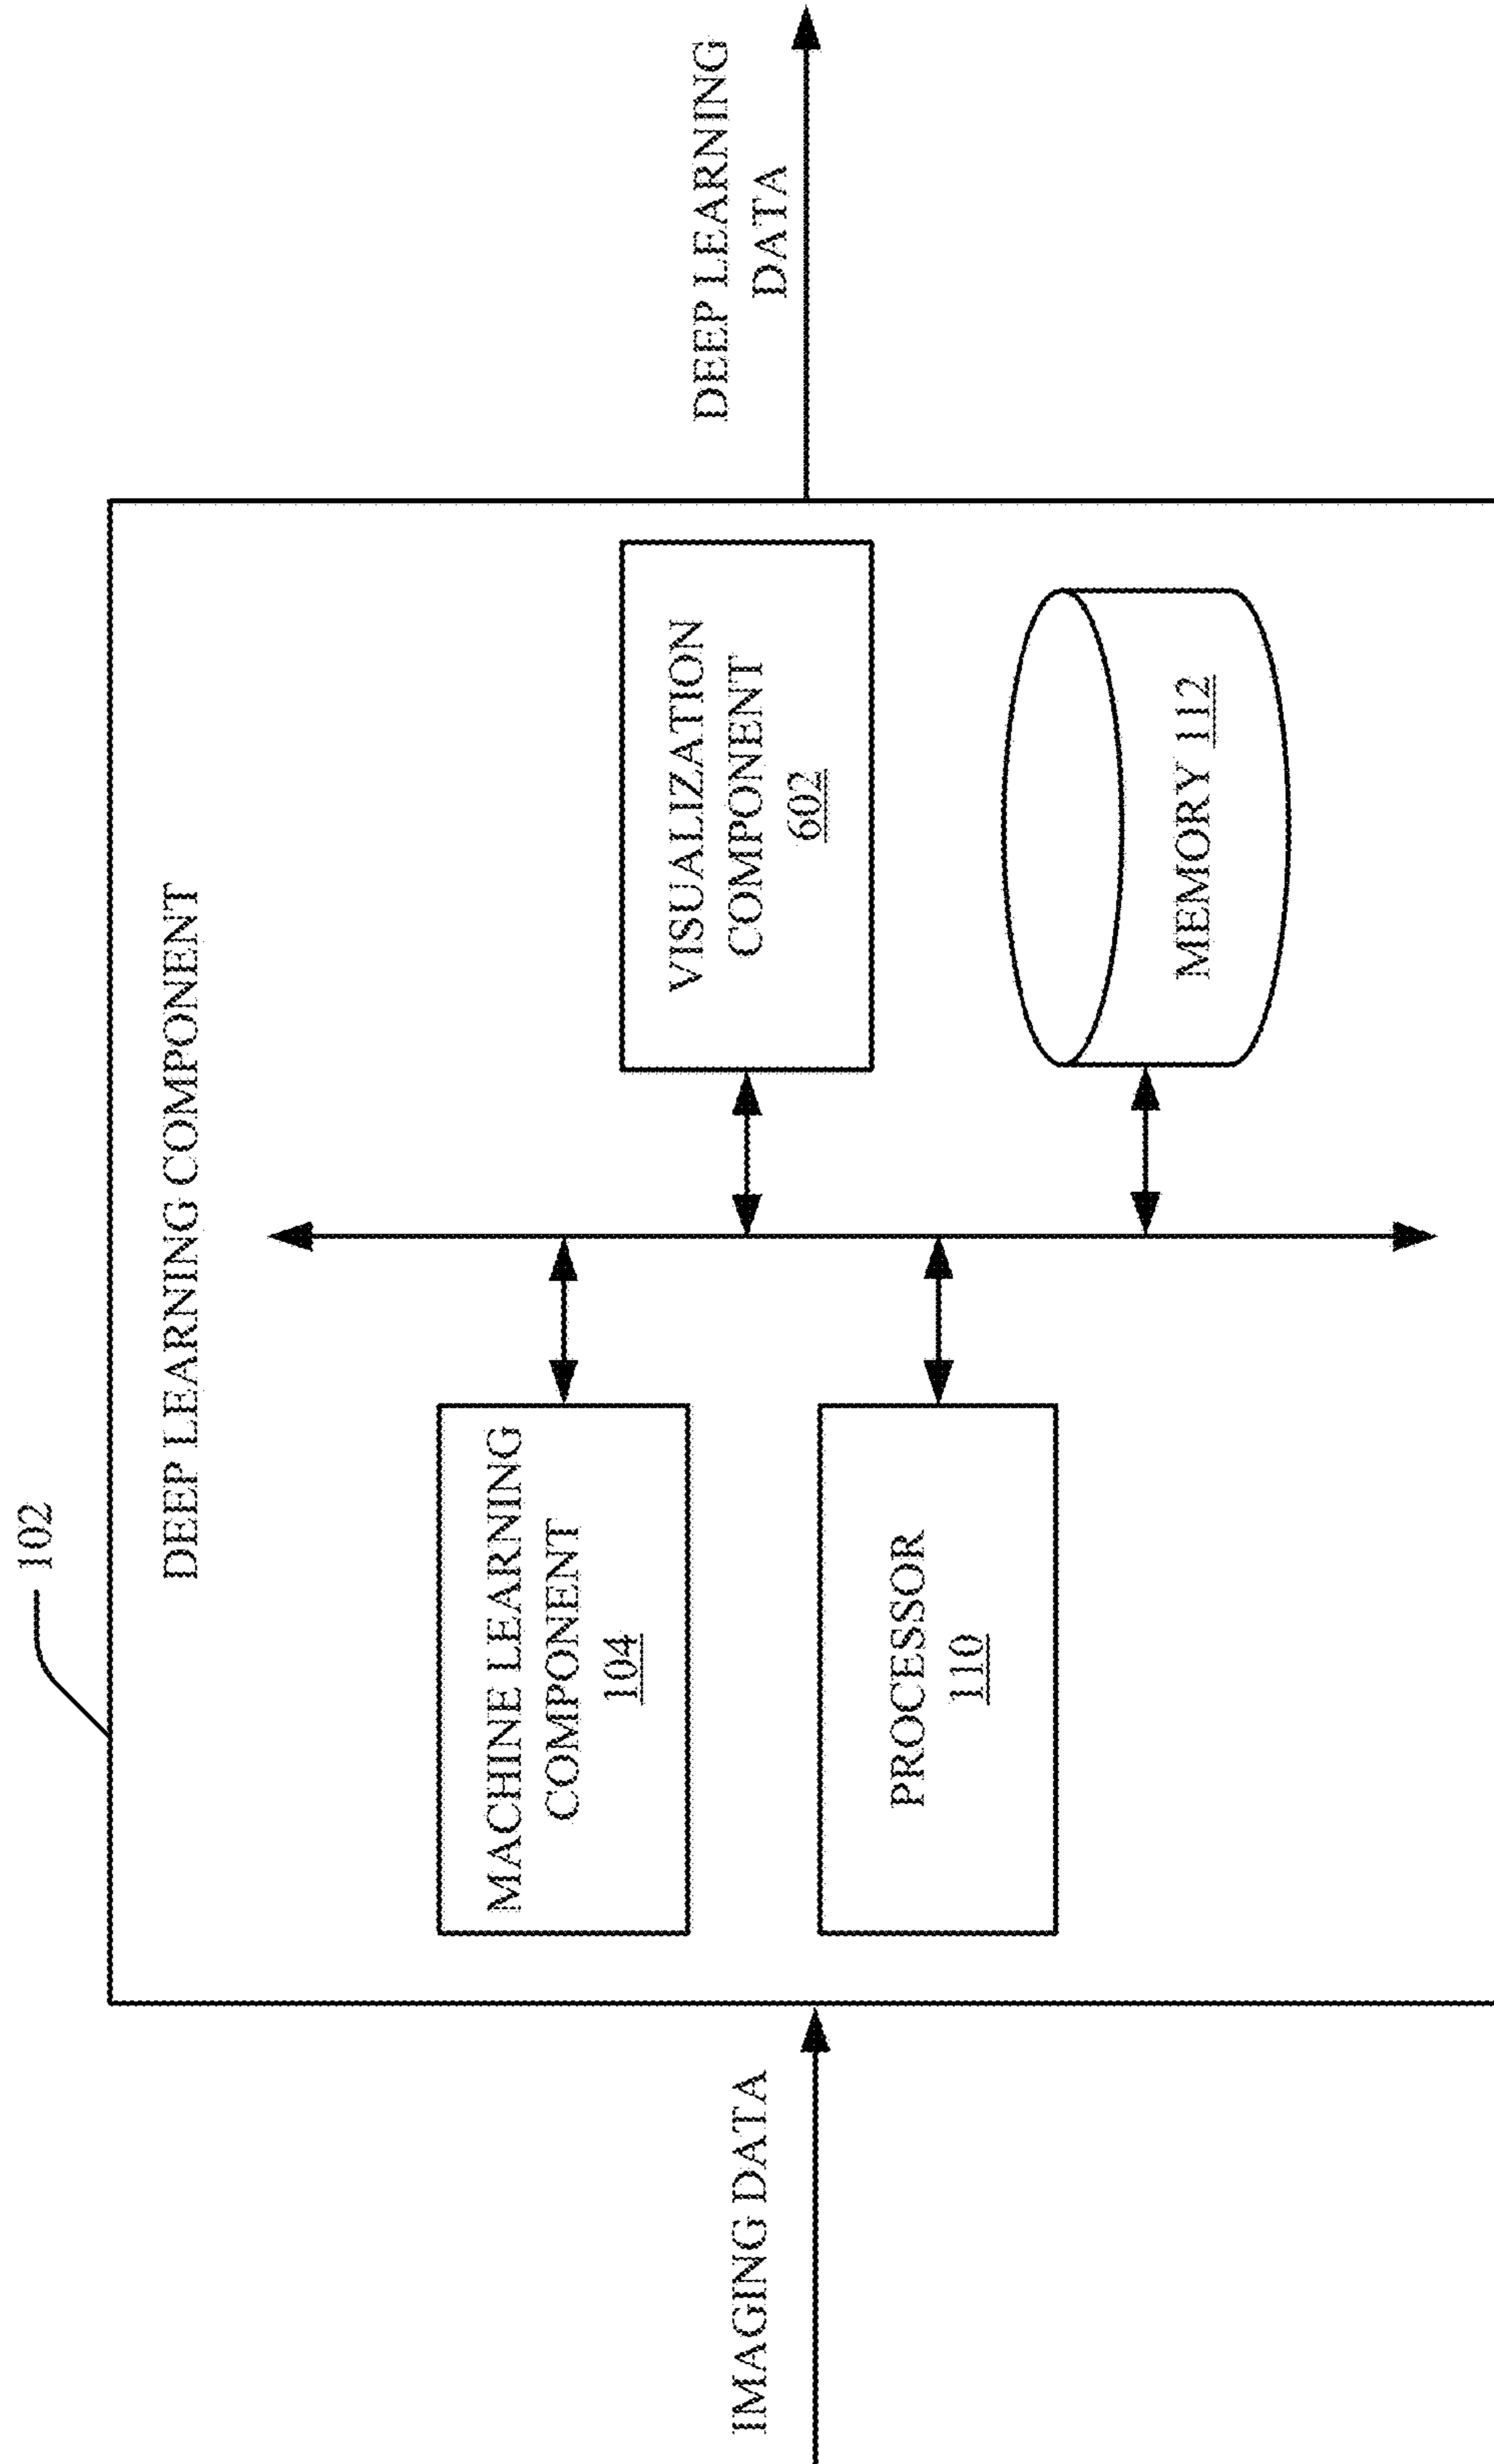 102
DEEP LEARNING COMPONENT
MACHINE LEARNING
COMPONENT
104
VISUALIZATION
COMPONENT
602
PROCESSOR
110
MEMORY 112
IMAGING DATA
DEEP LEARNING
DATA